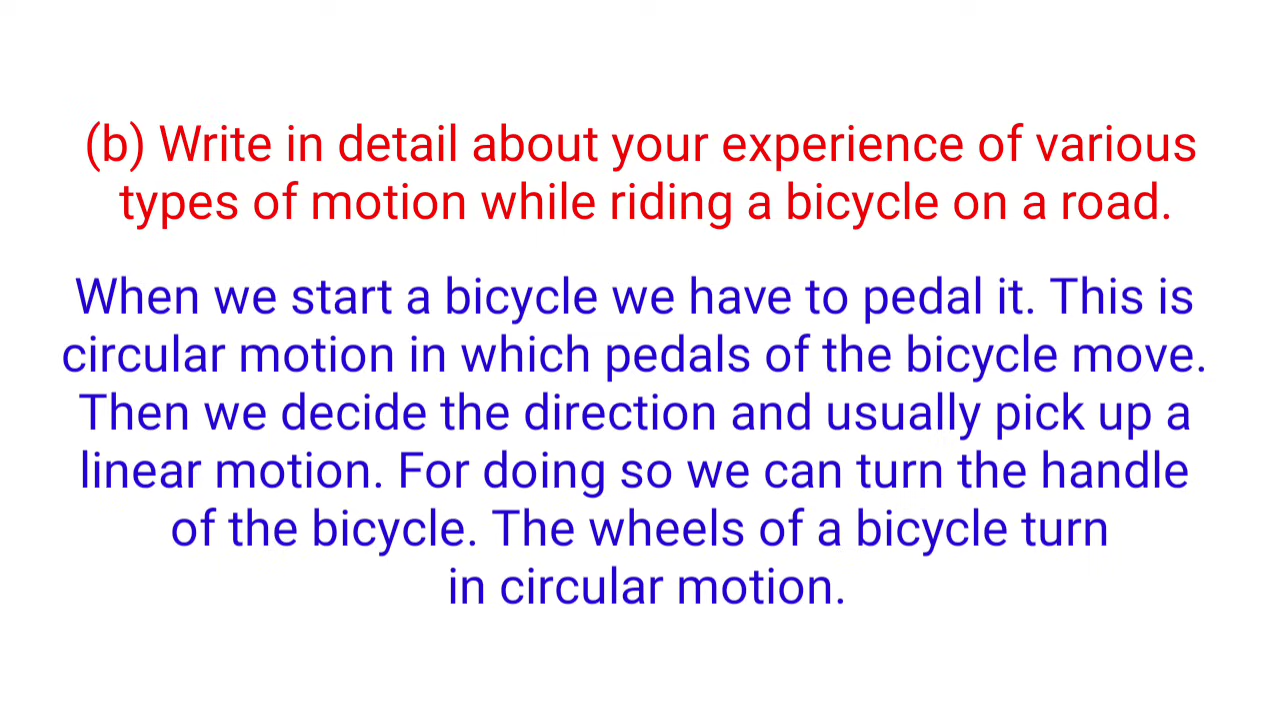 (b) Write in detail about your experience of various
types of motion while riding a bicycle on a road.
When we start a bicycle we have to pedal it. This is
circular motion in which pedals of the bicycle move.
Then we decide the direction and usually pick up a
linear motion. For doing so we can turn the handle
of the bicycle. The wheels of a bicycle turn
in circular motion.